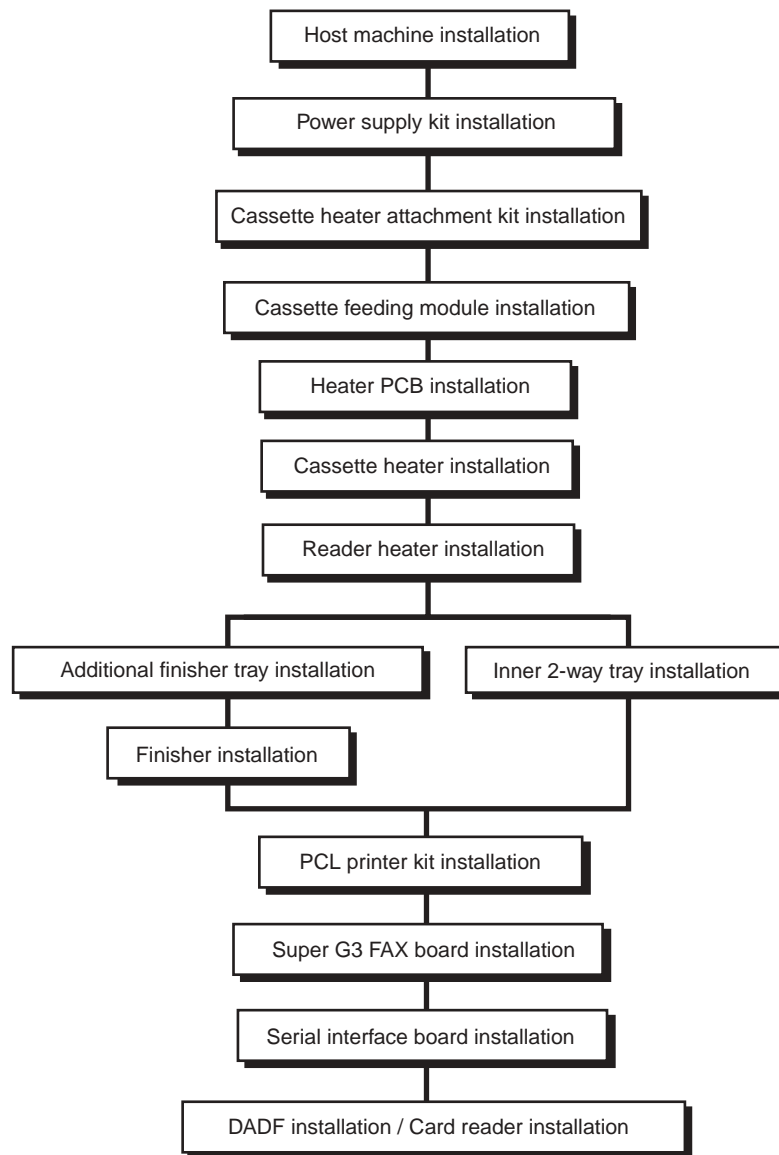 Host machine installation
Power supply kit installation
Cassette heater attachment kit installation
Cassette feeding module installation
Heater PCB installation
Cassette heater installation
Reader heater installation
Additional finisher tray installation
Inner 2-way tray installation
Finisher installation
PCL printer kit installation
Super G3 FAX board installation
Serial interface board installation
DADF installation / Card reader installation